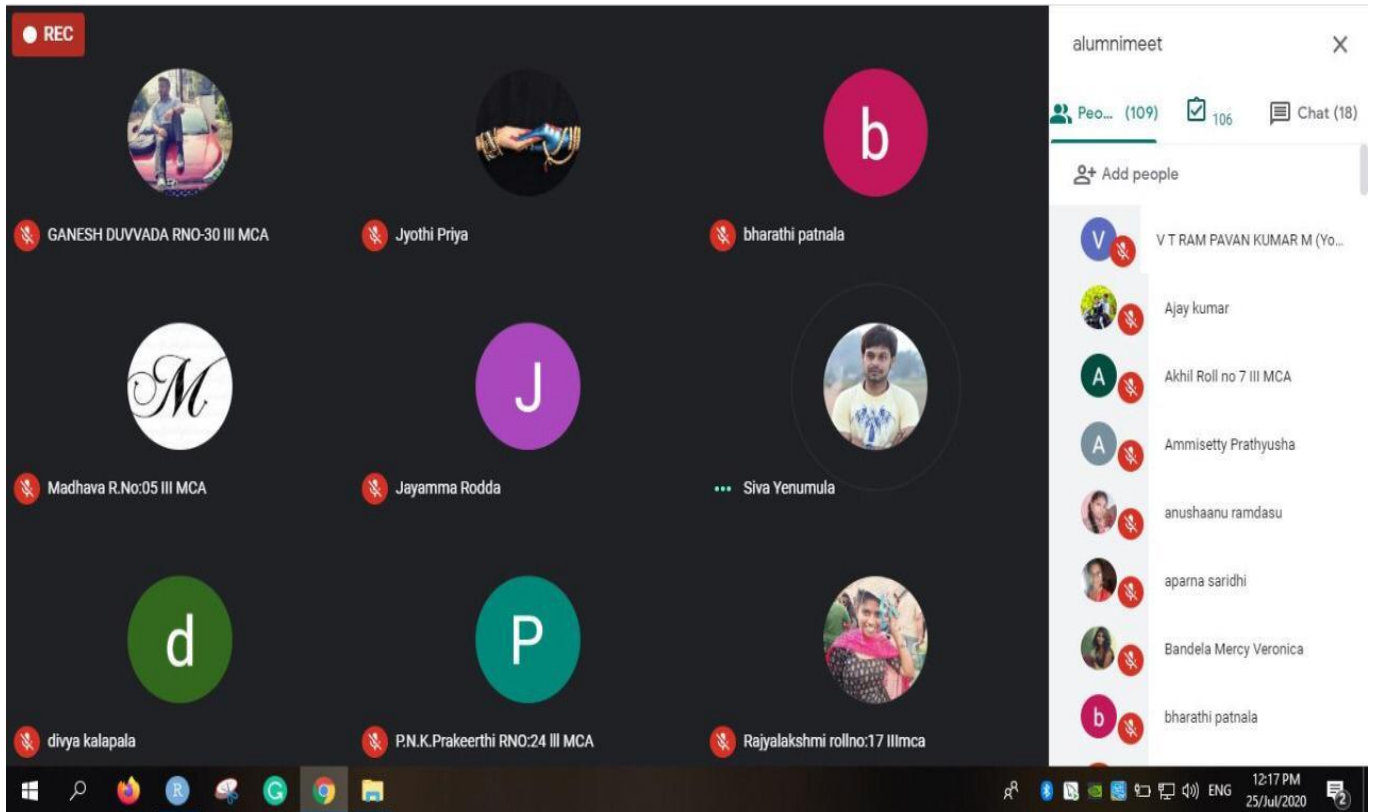 REC
GANESH DUVVADA RNO-30 III MCA
Jyothi Priya
b
bharathi patnala
M
Madhava R.No:05 III MCA
J
Jayamma Rodda
Siva Yenumula
d
divya kalapala
P
P.N.K.Prakeerthi RNO:24 lll MCA
Rajyalakshmi rollno:17 IIImca
alumnimeet
Peo... (109)
106
Chat (18)
Add people
V
V T RAM PAVAN KUMAR M (Yo...
Ajay kumar
A
Akhil Roll no 7 III MCA
A
Ammisetty Prathyusha
anushaanu ramdasu
aparna saridhi
Bandela Mercy Veronica
b
bharathi patnala
R
G
ENG
12:17 PM
25/Jul/2020
2